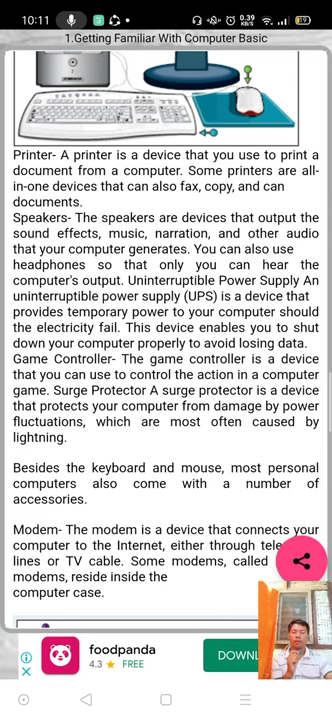 10:11
0.39
KB/S
19
1.Getting Familiar With Computer Basic
Printer- A printer is a device that you use to print a
document from a computer. Some printers are all-
in-one devices that can also fax, copy, and can
documents.
Speakers- The speakers are devices that output the
sound effects, music, narration, and other audio
that your computer generates. You can also use
headphones so that only you can hear the
computer's output. Uninterruptible Power Supply An
uninterruptible power supply (UPS) is a device that
provides temporary power to your computer should
the electricity fail. This device enables you to shut
down your computer properly to avoid losing data.
Game Controller- The game controller is a device
that you can use to control the action in a computer
game. Surge Protector A surge protector is a device
that protects your computer from damage by power
fluctuations, which are most often caused by
lightning.
Besides the keyboard and mouse, most personal
computers also come with a number of
accessories.
Modem- The modem is a device that connects your
computer to the Internet, either through tele
lines or TV cable. Some modems, called
modems, reside inside the
computer case.
foodpanda
4.3 ★ FREE
DOWNL